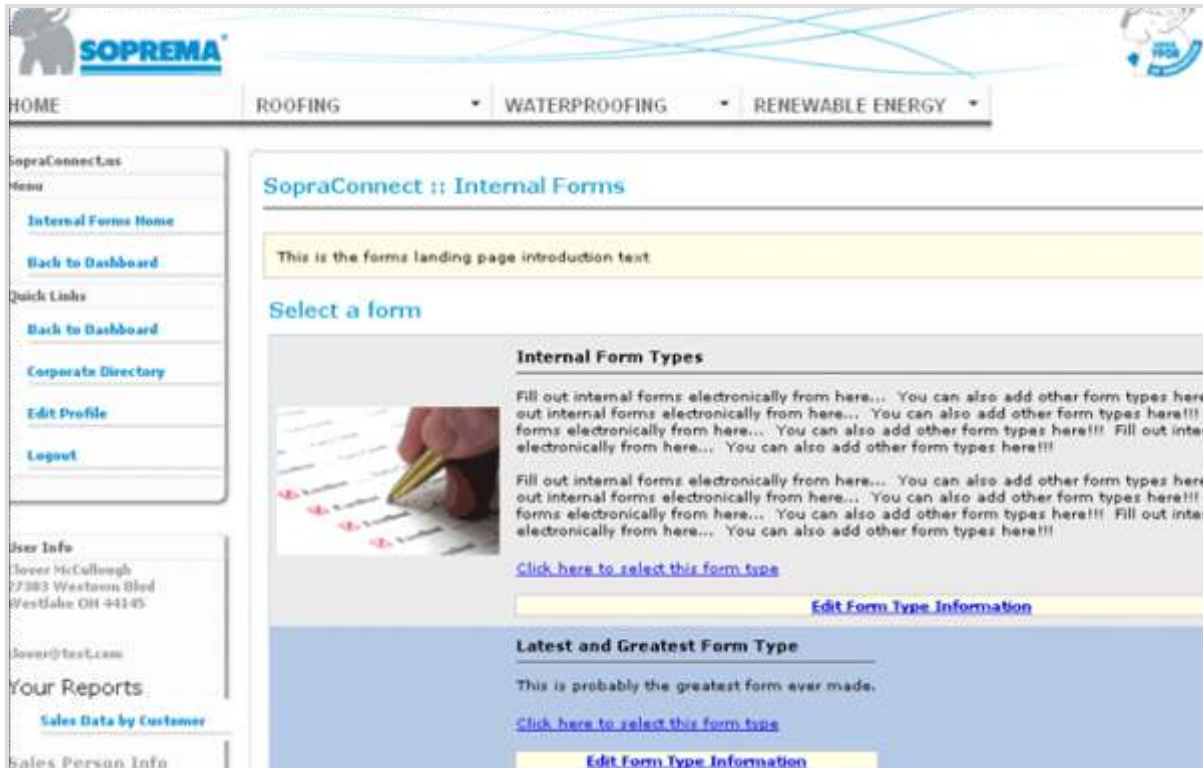 SOPREMA
1908
HOME
ROOFING
WATERPROOFING
RENEWABLE ENERGY
SopraConnect.us
Menu
Internal Forms Home
Back to Dashboard
Quick Links
Back to Dashboard
Corporate Directory
Edit Profile
Logout
User Info
Clover McCullough
27383 Westown Blvd
Westlake OH 44145
clover@test.com
Your Reports
Sales Data by Customer
Sales Person Info
SopraConnect :: Internal Forms
This is the forms landing page introduction text
Select a form
Internal Form Types
Fill out internal forms electronically from here... You can also add other form types here
out internal forms electronically from here... You can also add other form types here!!!
forms electronically from here... You can also add other form types here!!! Fill out inte
electronically from here... You can also add other form types here!!!
Fill out internal forms electronically from here... You can also add other form types here
out internal forms electronically from here... You can also add other form types here!!!
forms electronically from here... You can also add other form types here!!! Fill out inte
electronically from here... You can also add other form types here!!!
Click here to select this form type
Edit Form Type Information
Latest and Greatest Form Type
This is probably the greatest form ever made.
Click here to select this form type
Edit Form Type Information